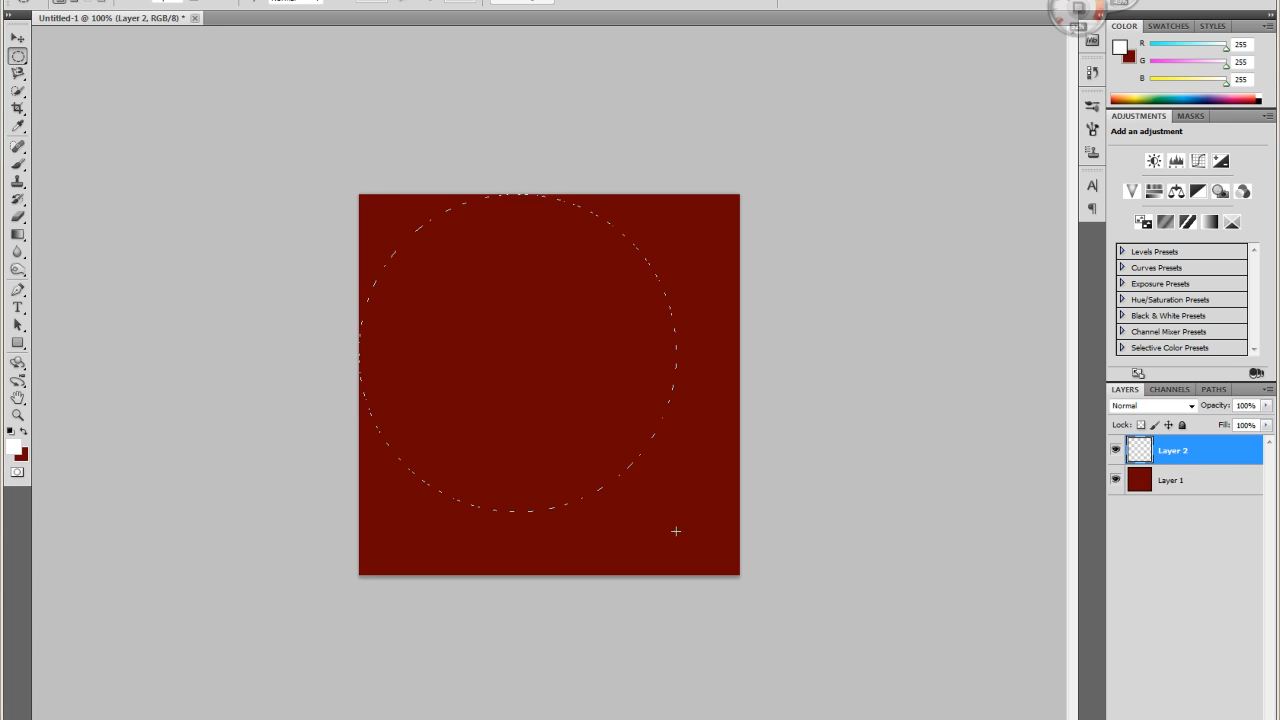 Untitled-1 @ 100% (Layer 2, RGB/8) *
COLOR SWATCHES STYLES
R 255
G 255
B 255
ADJUSTMENTS MASKS
Add an adjustment
Levels Presets
Curves Presets
Exposure Presets
Hue/Saturation Presets
Black & White Presets
Channel Mixer Presets
Selective Color Presets
LAYERS CHANNELS PATHS
Normal Opacity: 100%
Lock: Fill: 100%
Layer 2
Layer 1